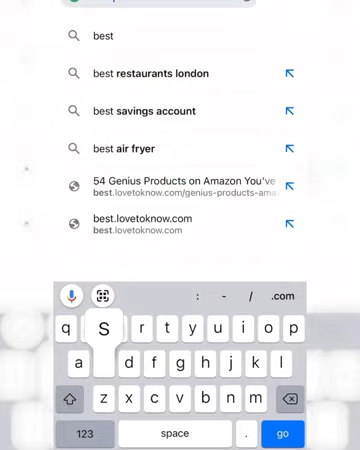 best
best restaurants london
best savings account
best air fryer
54 Genius Products on Amazon You've
best.lovetoknow.com/genius-products-ama...
best.lovetoknow.com
best.lovetoknow.com
: - / .com
q S r t y u i o p
a d f g h j k l
z x c v b n m
123 space . go